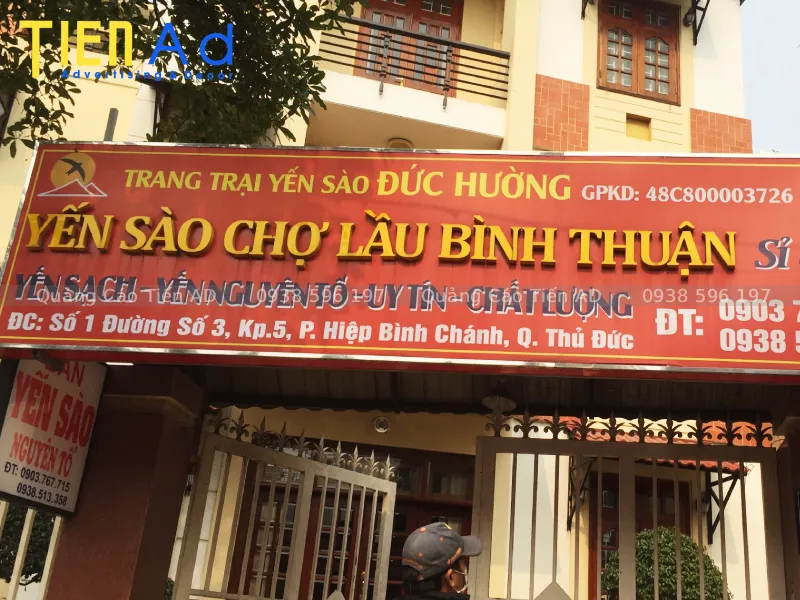 TIEN Ad
Advertising & Decor
TRANG TRẠI YẾN SÀO ĐỨC HƯỜNG GPKD: 48C800003726
YẾN SÀO CHỢ LẦU BÌNH THUẬN SỈ
YẾN SẠCH - YẾN NGUYÊN TỔ - UY TÍN - CHẤT LƯỢNG
Quảng Cáo Tiến AD 0938 596 197 Quảng Cáo Tiến AD 0938 596 197
ĐC: Số 1 Đường Số 3, Kp.5, P. Hiệp Bình Chánh, Q. Thủ Đức
ĐT: 0903 7
0938 5
YẾN SÀO
NGUYÊN TỔ
ĐT: 0903.767.715
0938.513.358